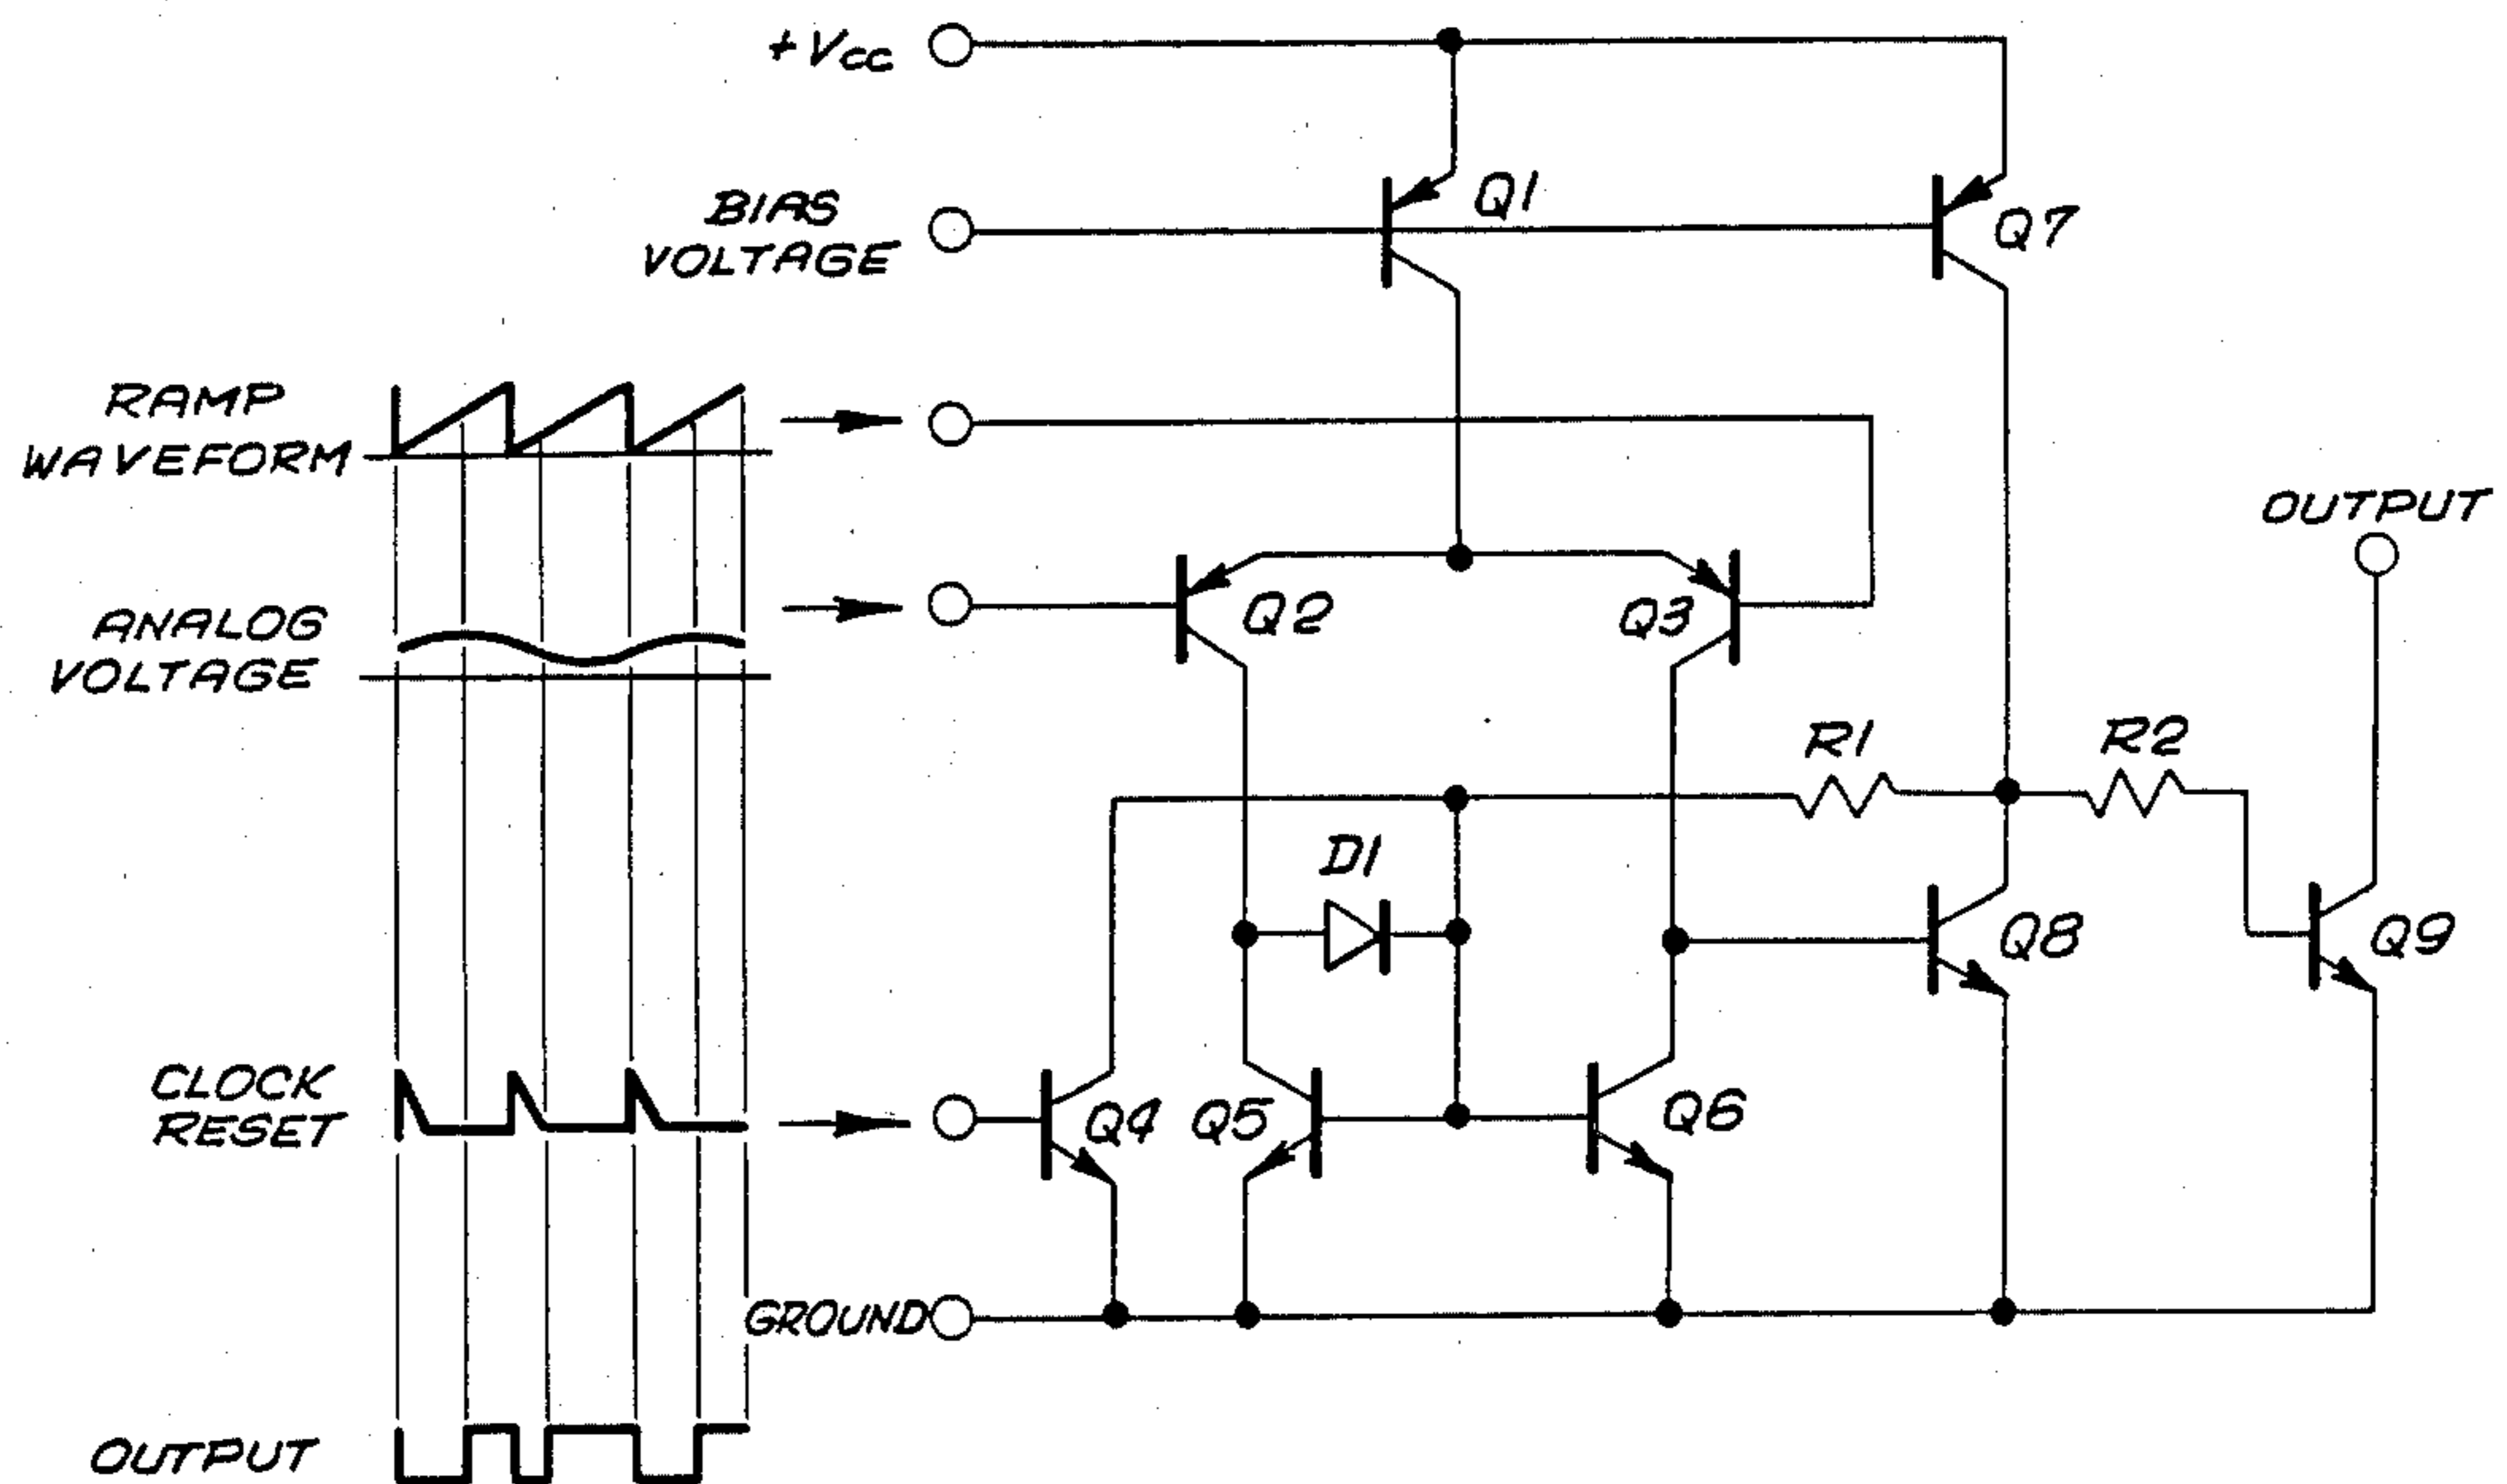 +Vcc
BIAS
VOLTAGE
Q1
Q7
RAMP
WAVEFORM
OUTPUT
ANALOG
VOLTAGE
Q2
Q3
R1
R2
D1
Q8
Q9
CLOCK
RESET
Q4
Q5
Q6
GROUND
OUTPUT